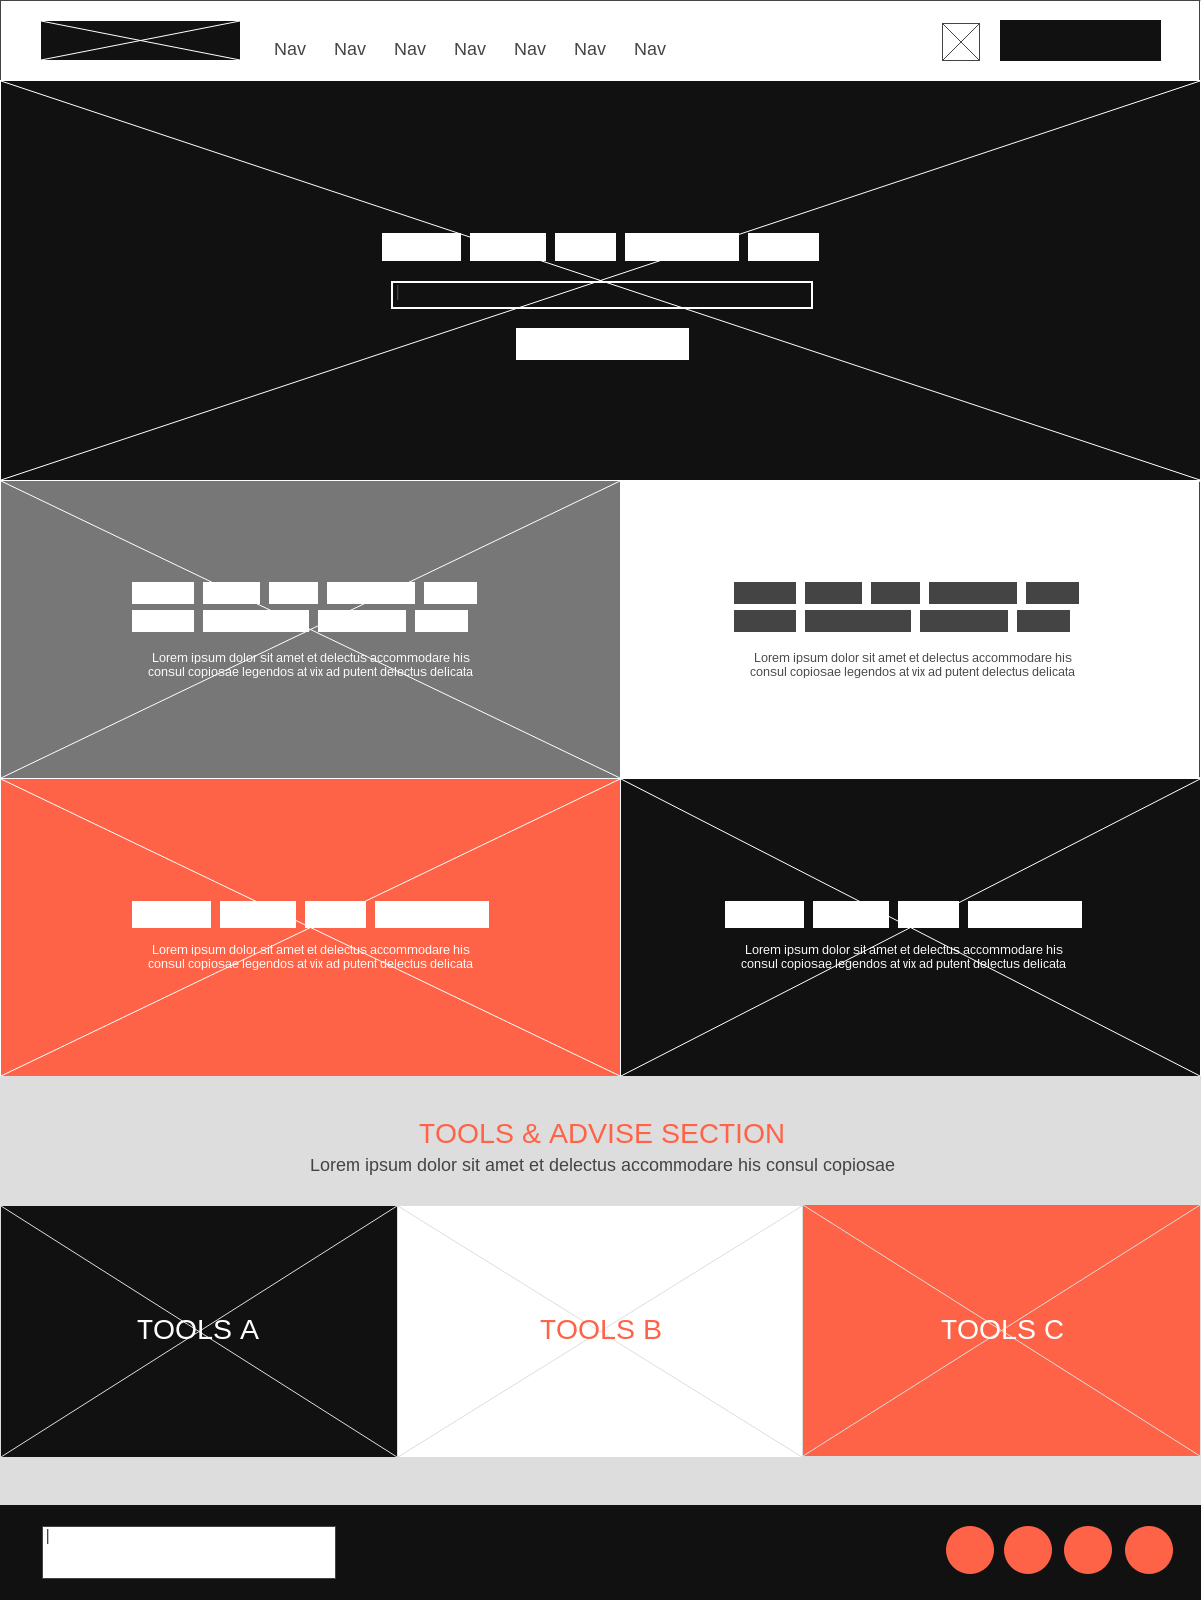 Nav Nav Nav Nav Nav Nav Nav
Lorem ipsum dolor sit amet et delectus accommodare his
consul copiosae legendos at vix ad putent delectus delicata
Lorem ipsum dolor sit amet et delectus accommodare his
consul copiosae legendos at vix ad putent delectus delicata
Lorem ipsum dolor sit amet et delectus accommodare his
consul copiosae legendos at vix ad putent delectus delicata
Lorem ipsum dolor sit amet et delectus accommodare his
consul copiosae legendos at vix ad putent delectus delicata
TOOLS & ADVISE SECTION
Lorem ipsum dolor sit amet et delectus accommodare his consul copiosae
TOOLS A
TOOLS B
TOOLS C